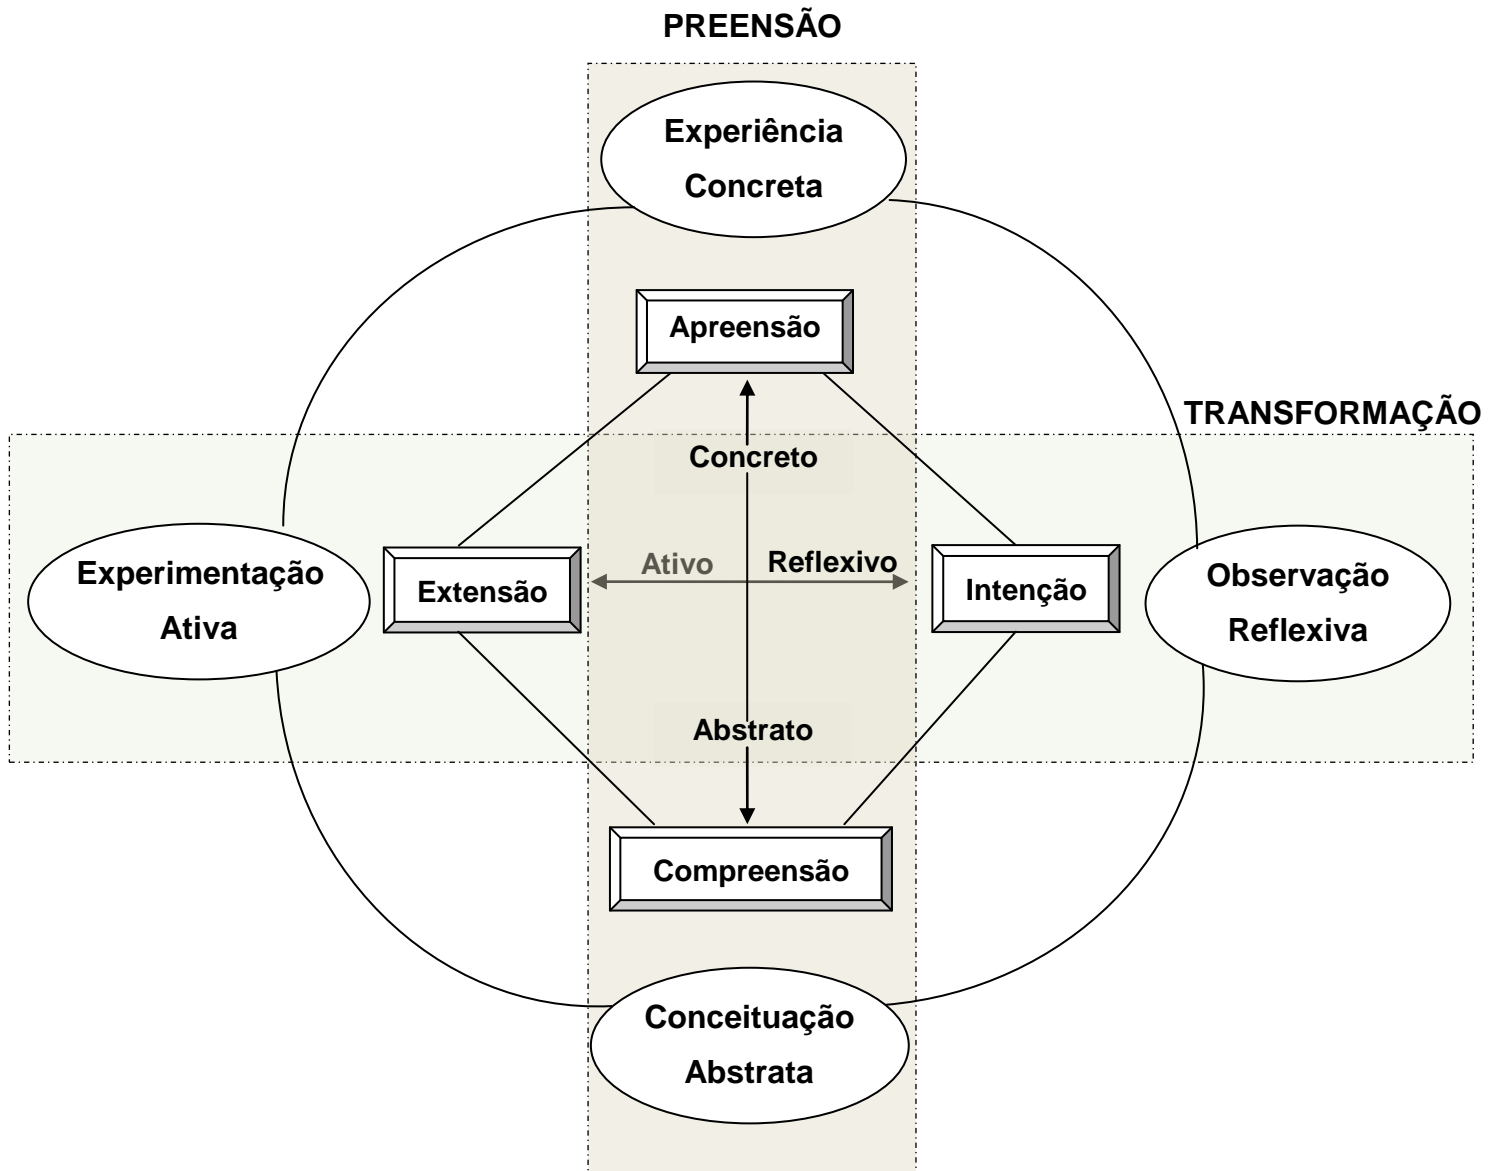 PREENSÃO
Experiência
Concreta
Apreensão
TRANSFORMAÇÃO
Concreto
Ativo
Reflexivo
Experimentação
Ativa
Extensão
Intenção
Observação
Reflexiva
Abstrato
Compreensão
Conceituação
Abstrata